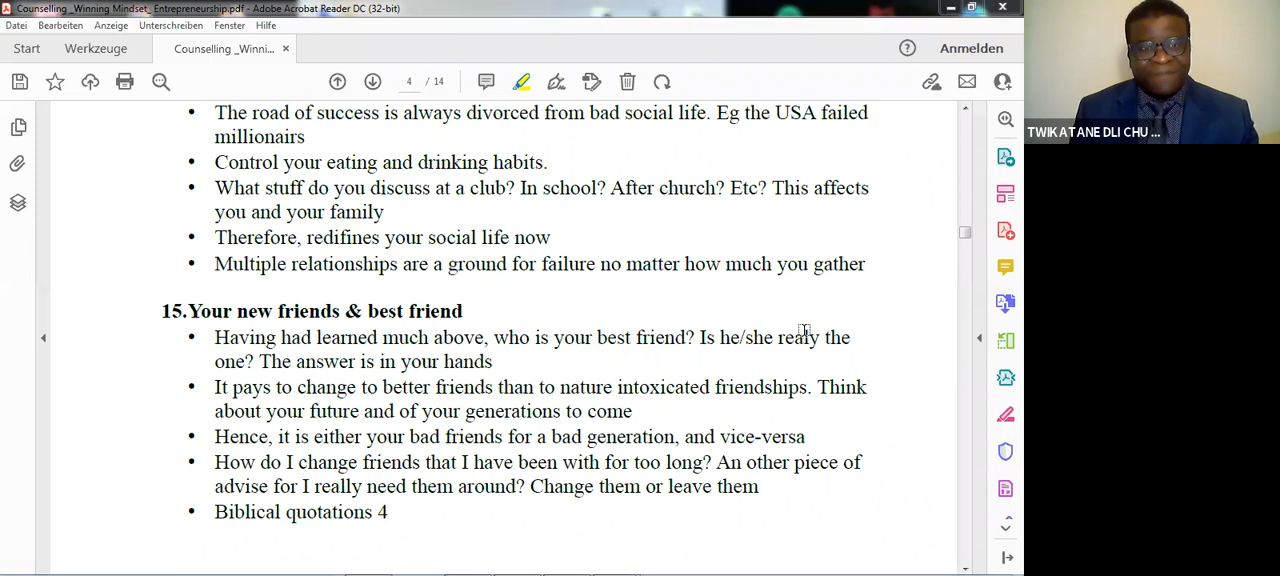 Counselling _Winning Mindset_ Entrepreneurship.pdf - Adobe Acrobat Reader DC (32-bit)
Datei Bearbeiten Anzeige Unterschreiben Fenster Hilfe
Start Werkzeuge Counselling _Winni... × Anmelden
4 / 14
• The road of success is always divorced from bad social life. Eg the USA failed
millionairs
• Control your eating and drinking habits.
• What stuff do you discuss at a club? In school? After church? Etc? This affects
you and your family
• Therefore, redifines your social life now
• Multiple relationships are a ground for failure no matter how much you gather
15.Your new friends & best friend
• Having had learned much above, who is your best friend? Is he/she realy the
one? The answer is in your hands
• It pays to change to better friends than to nature intoxicated friendships. Think
about your future and of your generations to come
• Hence, it is either your bad friends for a bad generation, and vice-versa
• How do I change friends that I have been with for too long? An other piece of
advise for I really need them around? Change them or leave them
• Biblical quotations 4
TWIKATANE DLI CHU ...